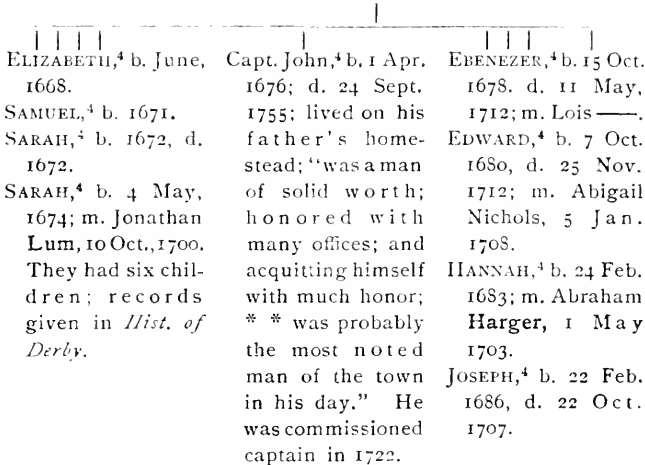 ELIZABETH,⁴ b. June,
1668.
SAMUEL,⁴ b. 1671.
SARAH,⁴ b. 1672, d.
1672.
SARAH,⁴ b. 4 May,
1674; m. Jonathan
Lum, 10 Oct., 1700.
They had six chil-
dren; records
given in Hist. of
Derby.
Capt. John,⁴ b. 1 Apr.
1676; d. 24 Sept.
1755; lived on his
father's home-
stead; "was a man
of solid worth;
honored with
many offices; and
acquitting himself
with much honor;
* * was probably
the most noted
man of the town
in his day." He
was commissioned
captain in 1722.
EBENEZER,⁴ b. 15 Oct.
1678. d. 11 May,
1712; m. Lois ——.
EDWARD,⁴ b. 7 Oct.
1680, d. 25 Nov.
1712; m. Abigail
Nichols, 5 Jan.
1708.
HANNAH,⁴ b. 24 Feb.
1683; m. Abraham
Harger, 1 May
1703.
JOSEPH,⁴ b. 22 Feb.
1686, d. 22 Oct.
1707.